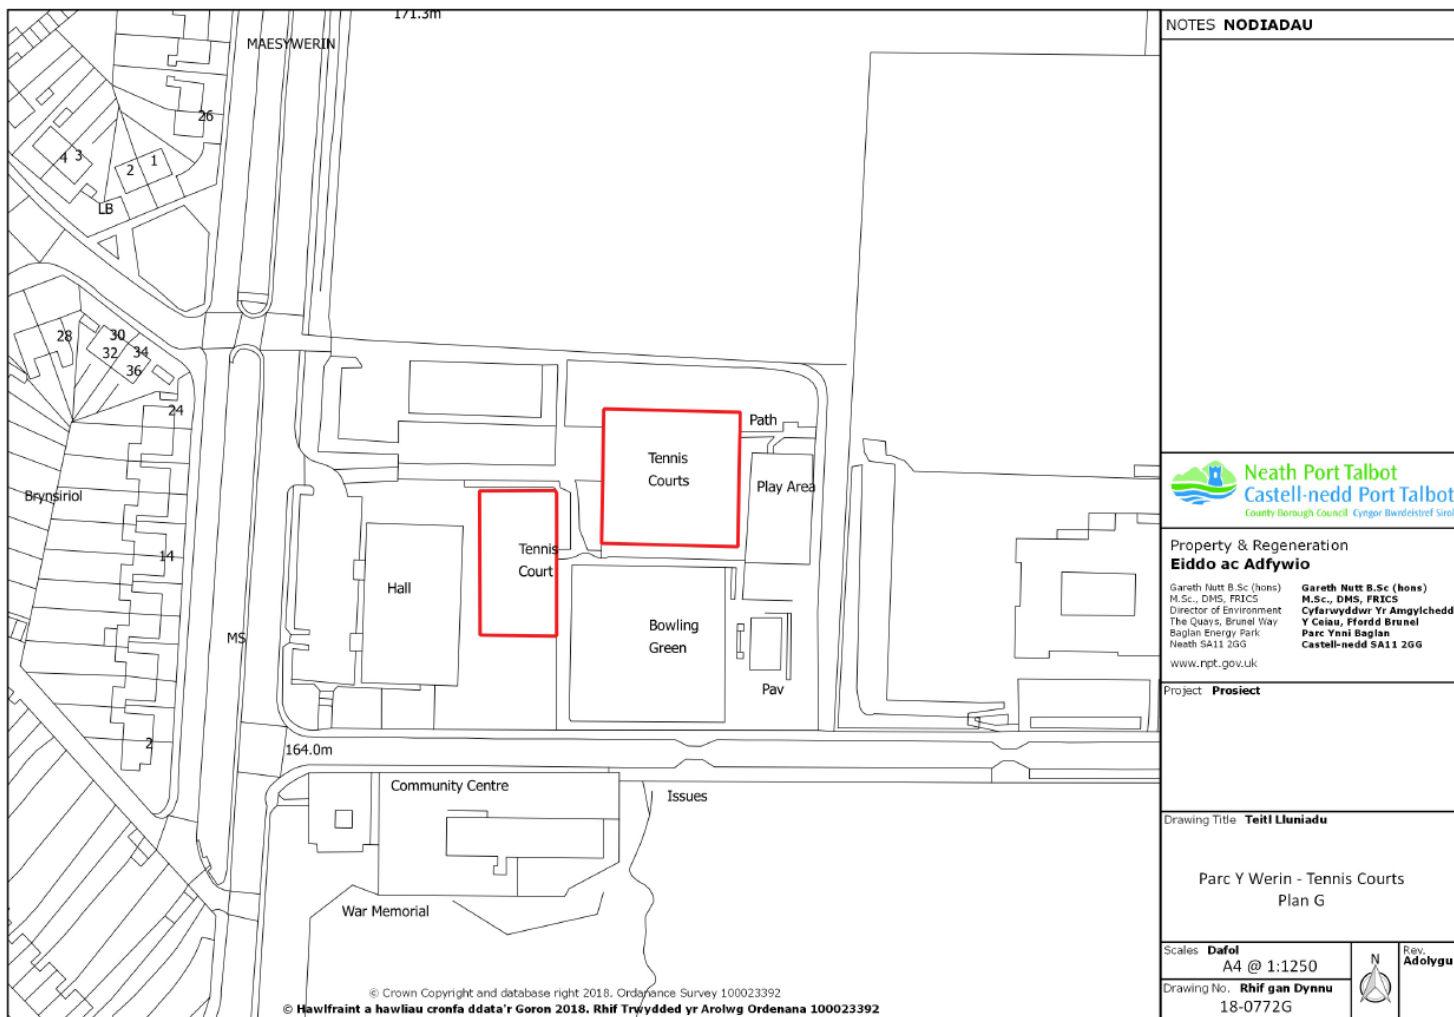 171.3m
MAESYWERIN
26
4 3
2 1
LB
28
30
32 34
36
24
Brynsiriol
14
MS
2
164.0m
Path
Tennis
Courts
Play Area
Tennis
Court
Hall
Bowling
Green
Pav
Community Centre
Issues
War Memorial
© Crown Copyright and database right 2018. Ordanance Survey 100023392
© Hawlfraint a hawliau cronfa ddata'r Goron 2018. Rhif Trwydded yr Arolwg Ordenana 100023392
NOTES NODIADAU
Neath Port Talbot
Castell-nedd Port Talbot
County Borough Council Cyngor Bwrdeistref Sirol
Property & Regeneration
Eiddo ac Adfywio
Gareth Nutt B.Sc (hons)
M.Sc., DMS, FRICS
Director of Environment
The Quays, Brunel Way
Baglan Energy Park
Neath SA11 2GG
Gareth Nutt B.Sc (hons)
M.Sc., DMS, FRICS
Cyfarwyddwr Yr Amgylchedd
Y Ceiau, Ffordd Brunel
Parc Ynni Baglan
Castell-nedd SA11 2GG
www.npt.gov.uk
Project Prosiect
Drawing Title Teitl Lluniadu
Parc Y Werin - Tennis Courts
Plan G
Scales Dafol
A4 @ 1:1250
N
Rev.
Adolygu
Drawing No. Rhif gan Dynnu
18-0772G